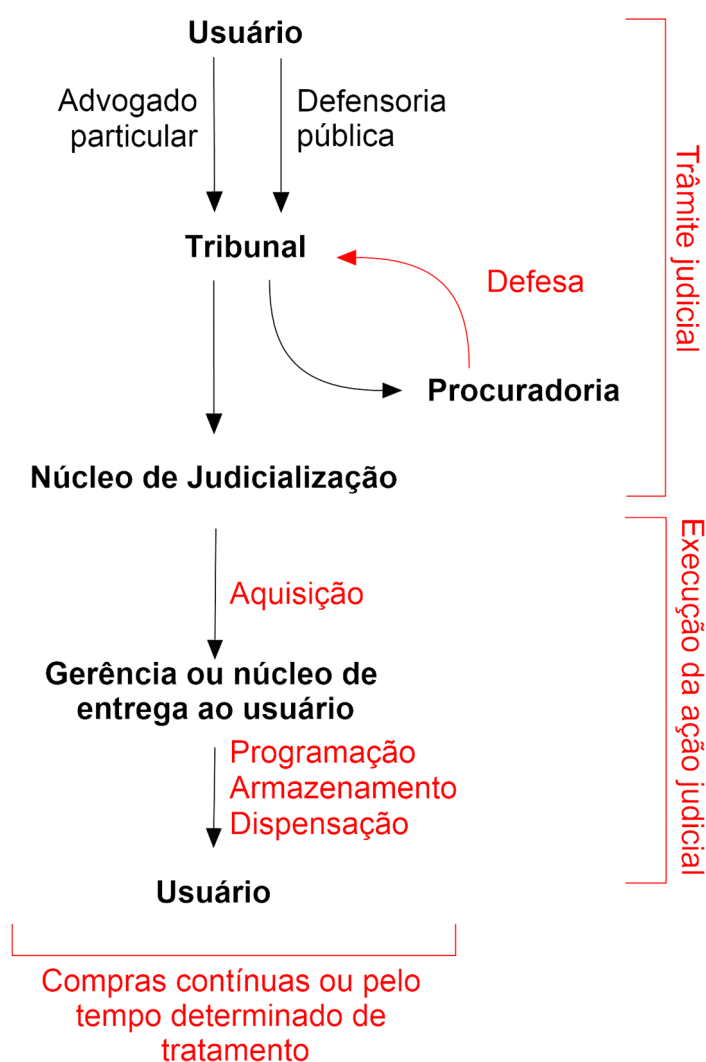 Usuário
Advogado
particular
Defensoria
pública
Tribunal
Defesa
Procuradoria
Trâmite judicial
Núcleo de Judicialização
Aquisição
Gerência ou núcleo de
entrega ao usuário
Programação
Armazenamento
Dispensação
Execução da ação judicial
Usuário
Compras contínuas ou pelo
tempo determinado de
tratamento